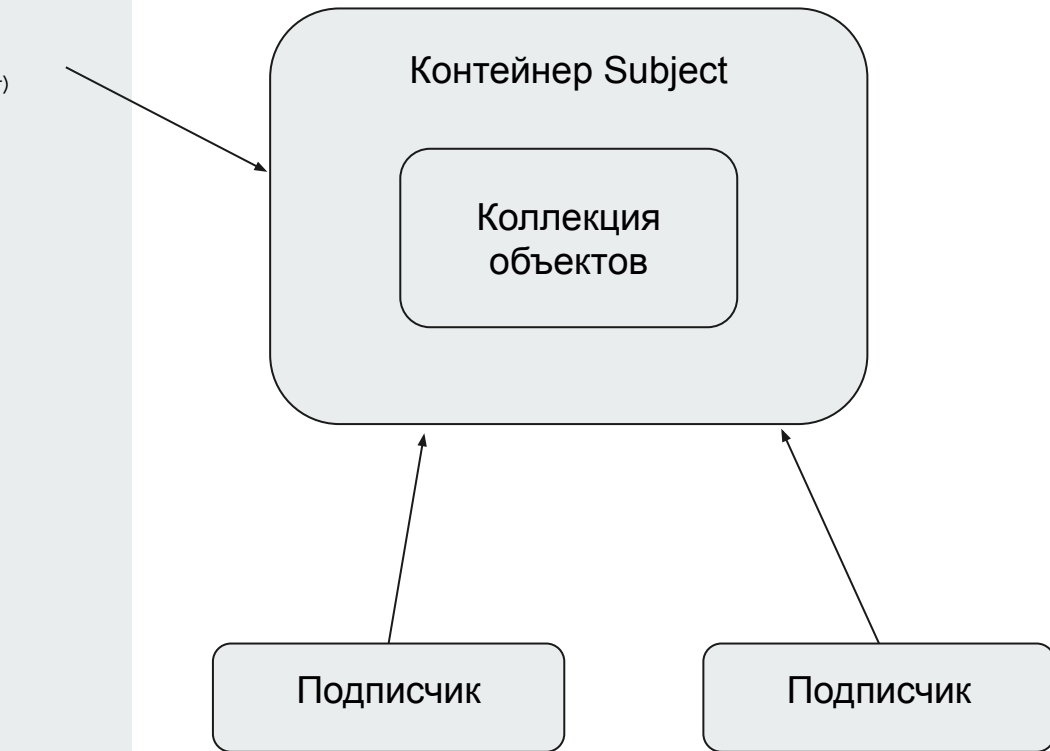 Контейнер Subject
Коллекция
объектов
Подписчик
Подписчик